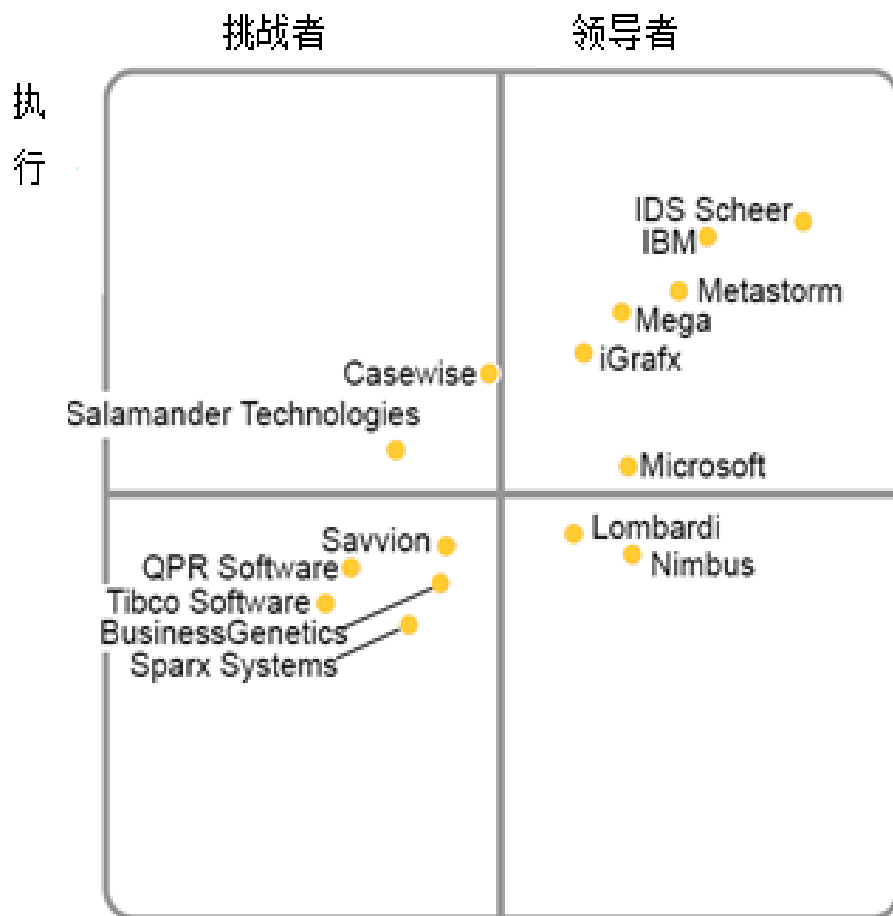 挑战者
领导者
执
行
IDS Scheer
IBM
Metastorm
Mega
iGrafx
Casewise
Salamander Technologies
Microsoft
Lombardi
Savvion
Nimbus
QPR Software
Tibco Software
BusinessGenetics
Sparx Systems